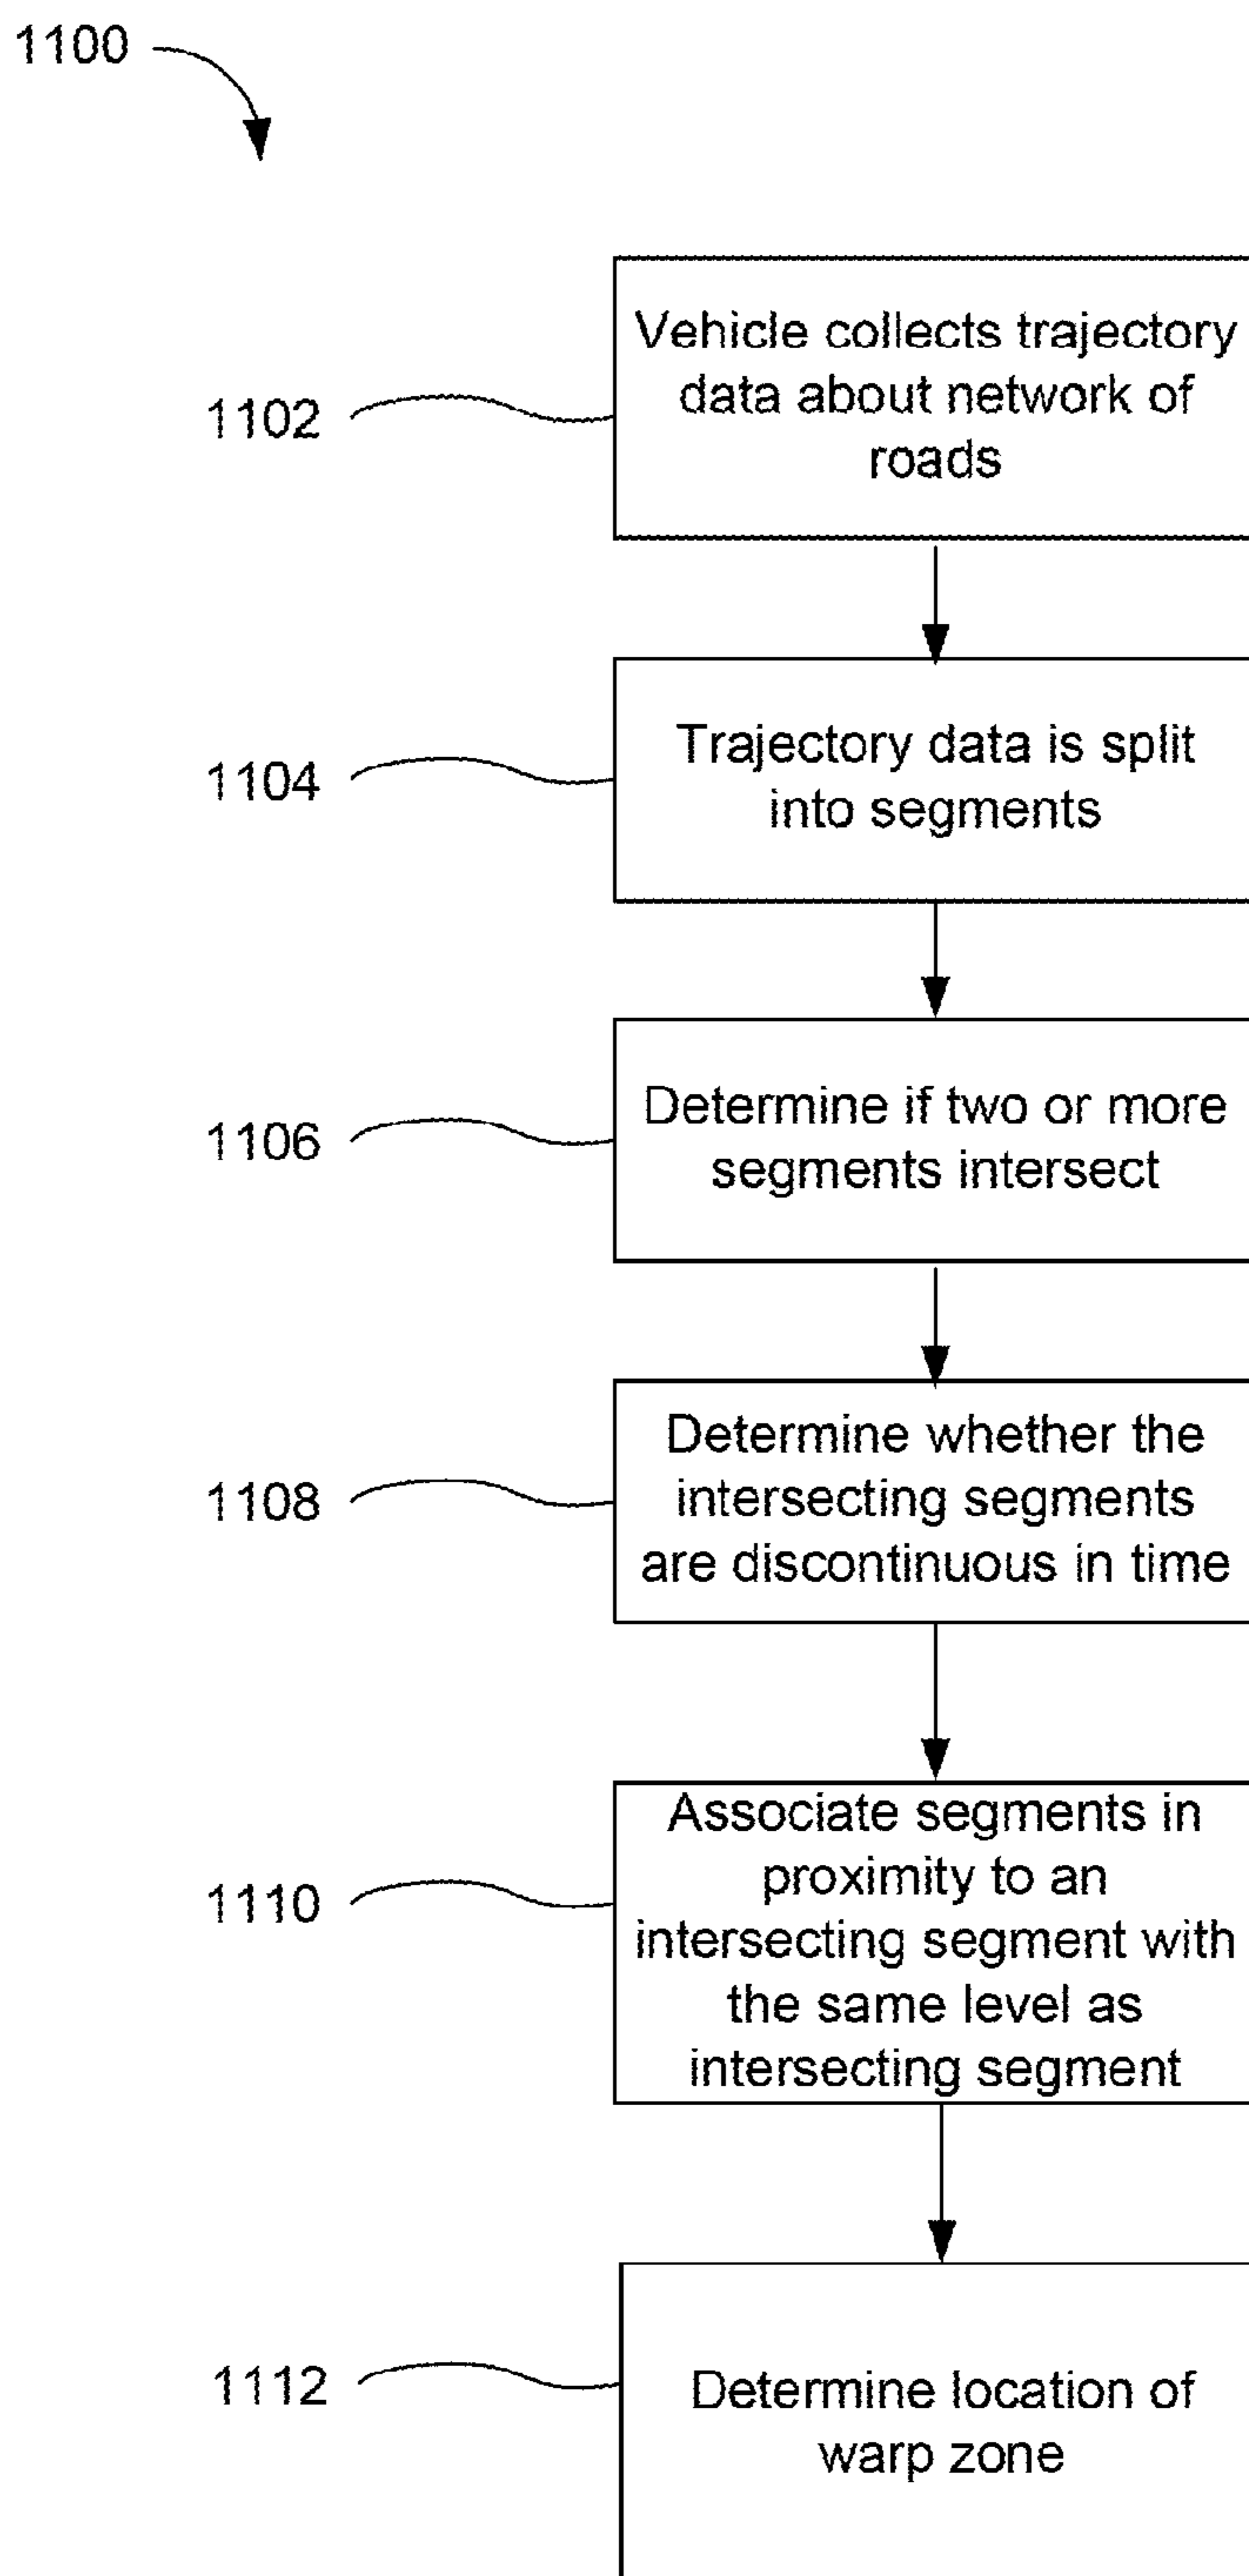 1100
Vehicle collects trajectory
data about network of
roads
1102
Trajectory data is split
into segments
1104
Determine if two or more
segments intersect
1106
Determine whether the
intersecting segments
are discontinuous in time
1108
Associate segments in
proximity to an
intersecting segment with
the same level as
intersecting segment
1110
Determine location of
warp zone
1112